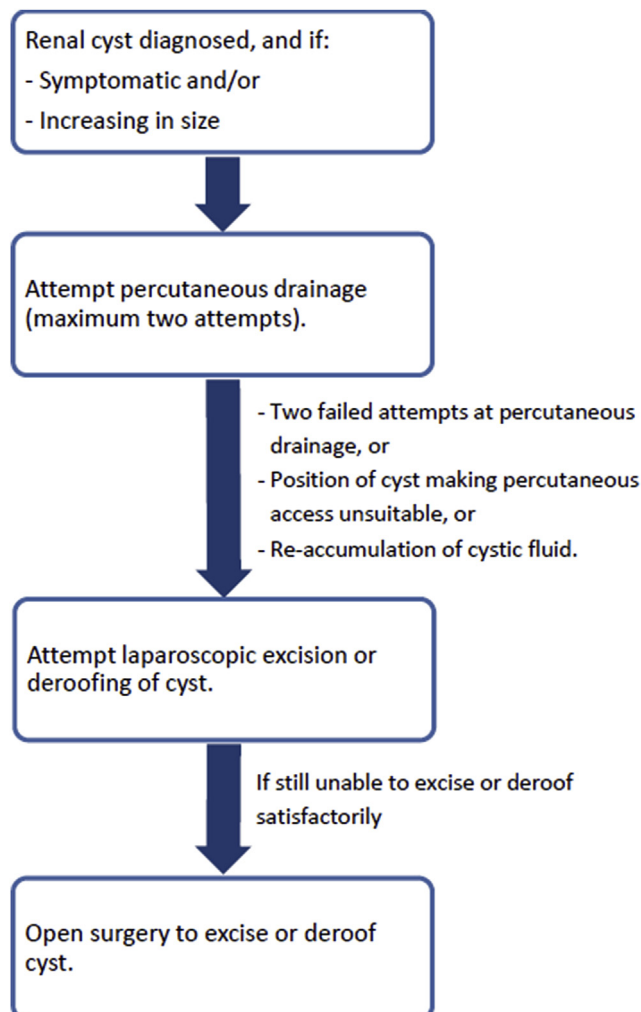 Renal cyst diagnosed, and if:
- Symptomatic and/or
- Increasing in size
Attempt percutaneous drainage
(maximum two attempts).
- Two failed attempts at percutaneous
drainage, or
- Position of cyst making percutaneous
access unsuitable, or
- Re-accumulation of cystic fluid.
Attempt laparoscopic excision or
deroofing of cyst.
If still unable to excise or deroof
satisfactorily
Open surgery to excise or deroof
cyst.